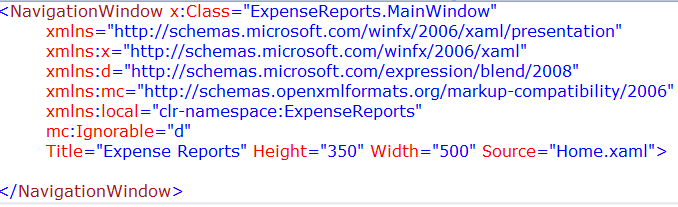 <NavigationWindow x:Class="ExpenseReports.MainWindow"
xmlns="http://schemas.microsoft.com/winfx/2006/xaml/presentation"
xmlns:x="http://schemas.microsoft.com/winfx/2006/xaml"
xmlns:d="http://schemas.microsoft.com/expression/blend/2008"
xmlns:mc="http://schemas.openxmlformats.org/markup-compatibility/2006"
xmlns:local="clr-namespace:ExpenseReports"
mc:Ignorable="d"
Title="Expense Reports" Height="350" Width="500" Source="Home.xaml">
</NavigationWindow>